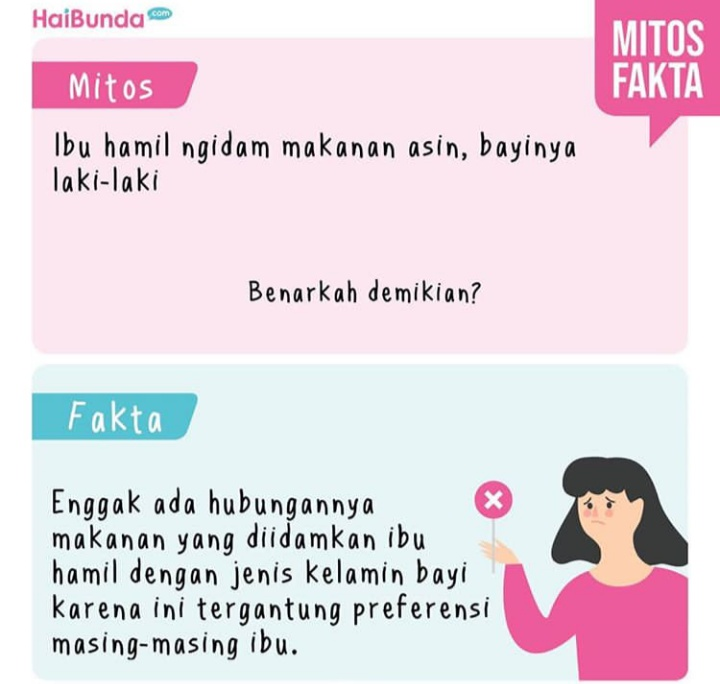 HaiBunda.com
MITOS
FAKTA
Mitos
Ibu hamil ngidam makanan asin, bayinya
laki-laki
Benarkah demikian?
Fakta
Enggak ada hubungannya
makanan yang diidamkan ibu
hamil dengan jenis kelamin bayi
karena ini tergantung preferensi
masing-masing ibu.